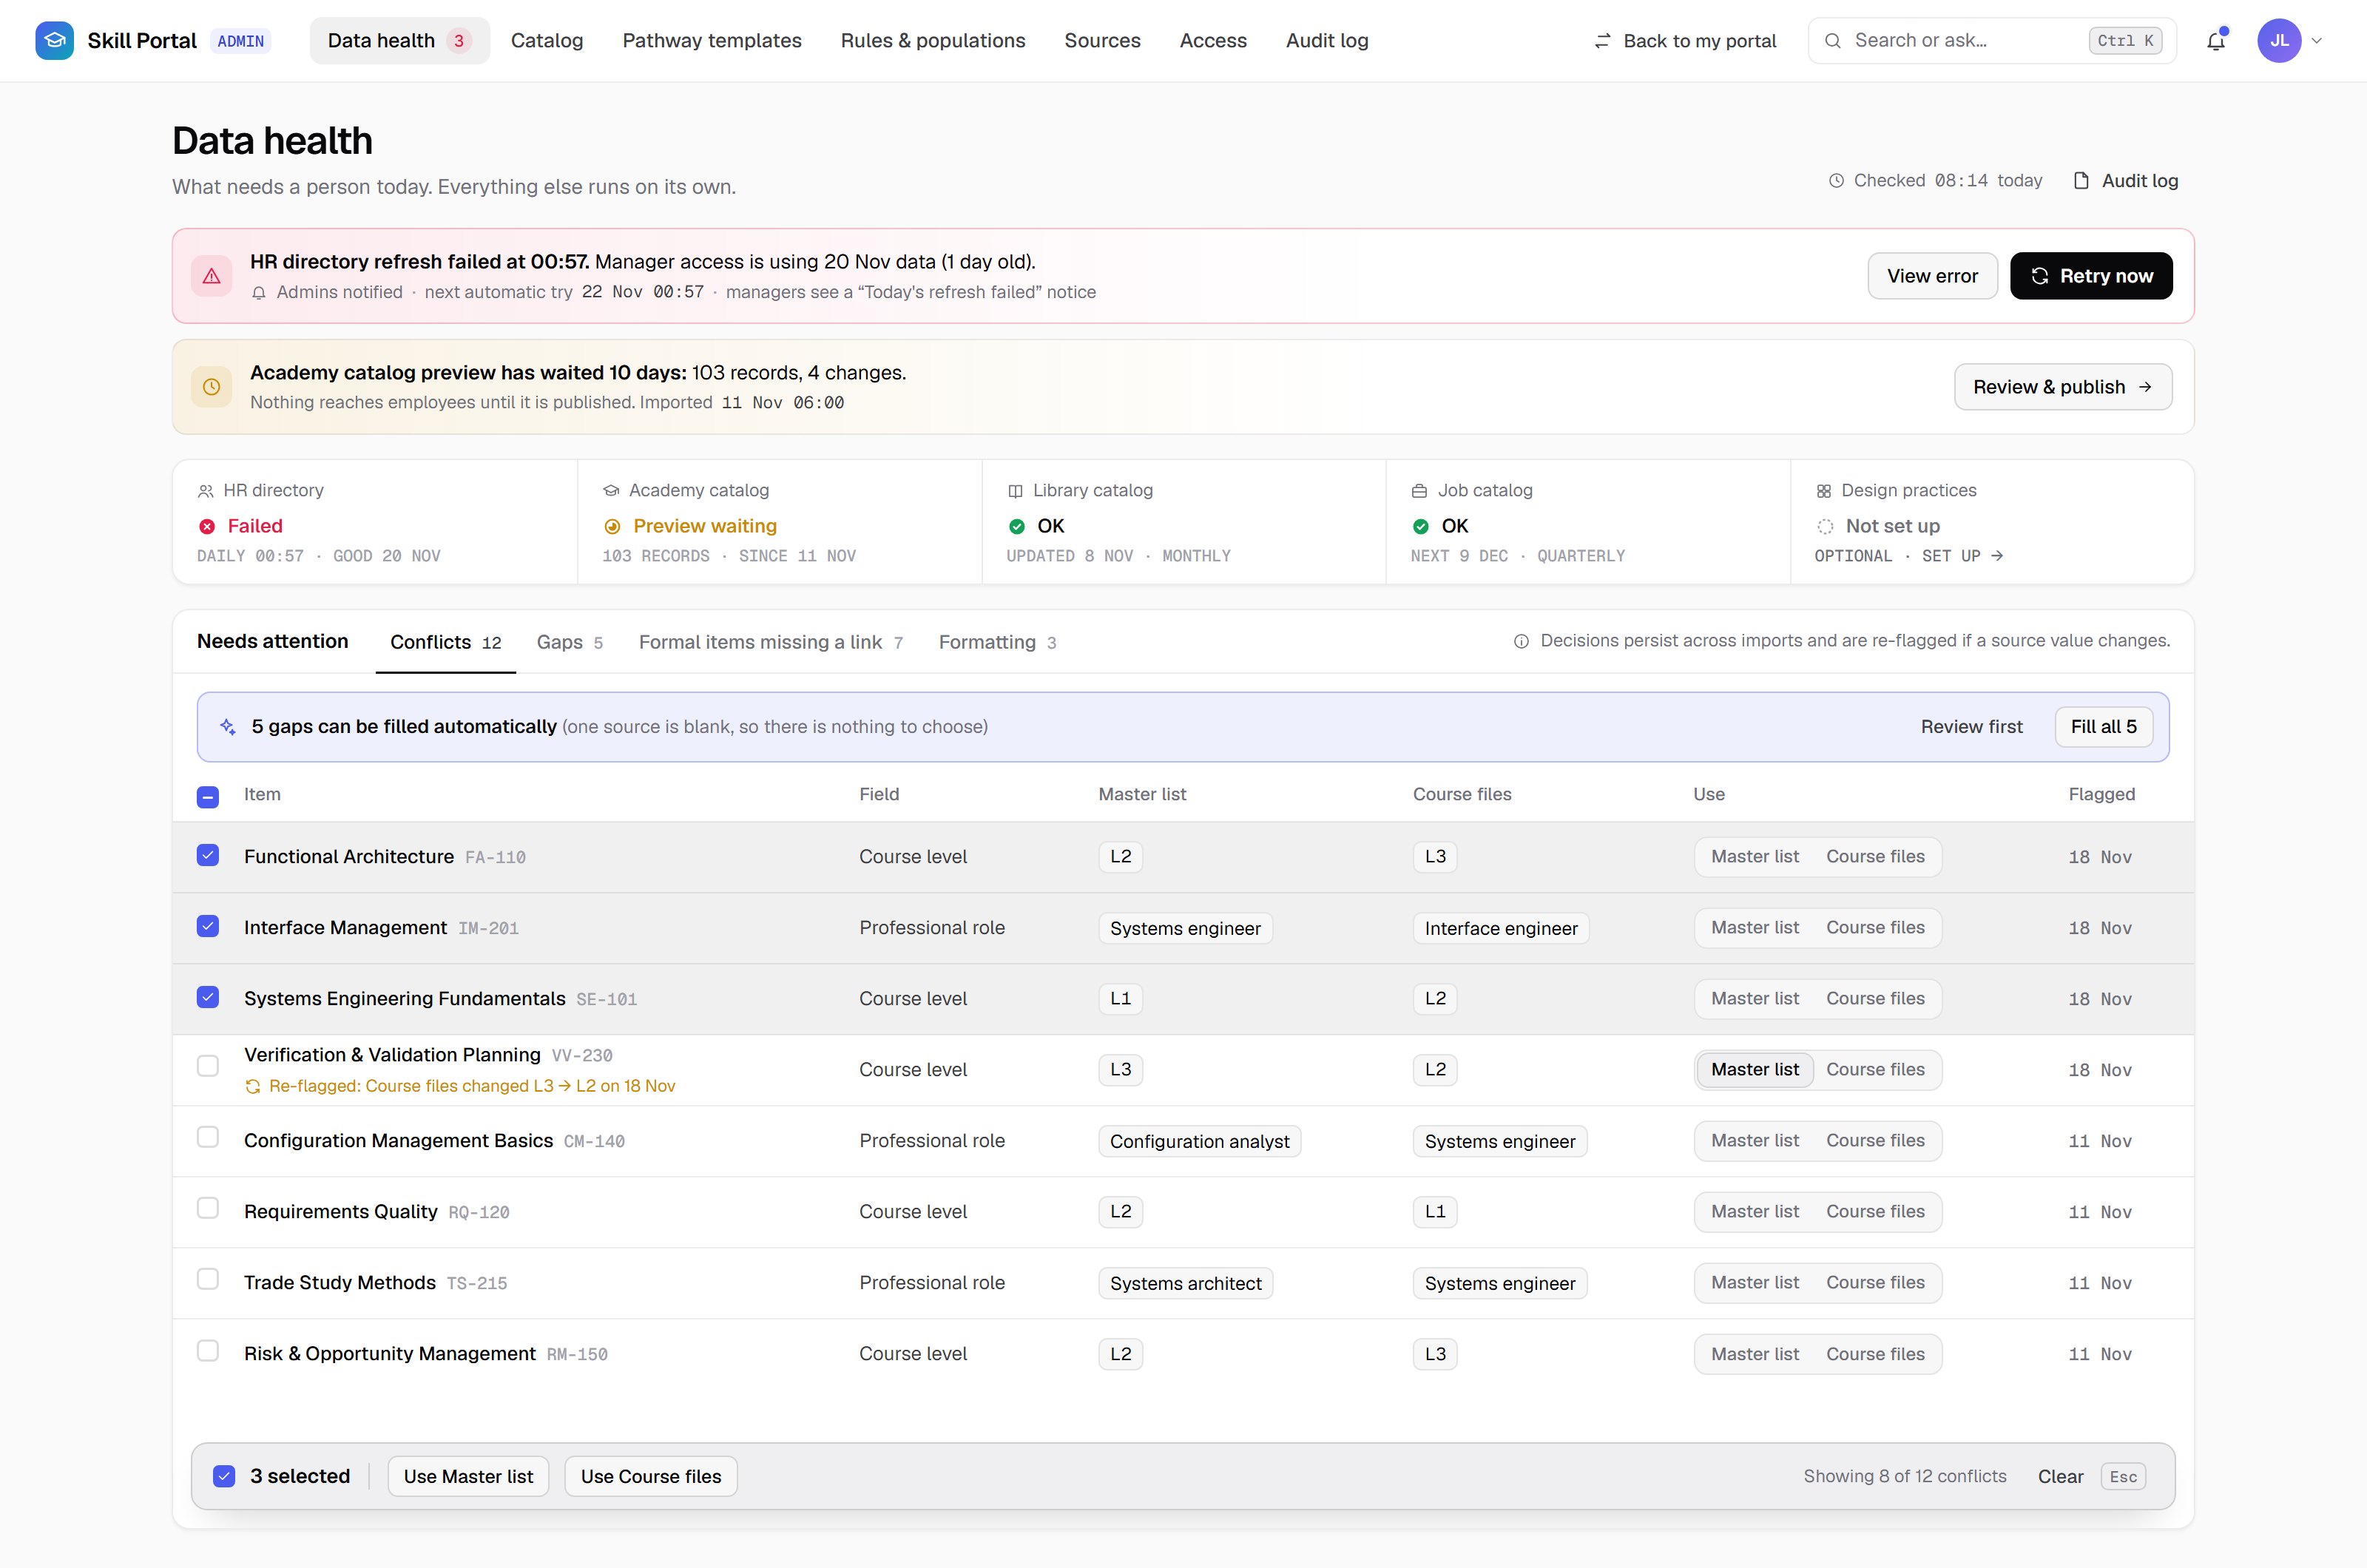 Skill Portal ADMIN Data health 3 Catalog Pathway templates Rules & populations Sources Access Audit log Back to my portal Search or ask... Ctrl K JL
Data health
What needs a person today. Everything else runs on its own.
Checked 08:14 today Audit log
HR directory refresh failed at 00:57. Manager access is using 20 Nov data (1 day old).
Admins notified · next automatic try 22 Nov 00:57 · managers see a “Today's refresh failed” notice
View error Retry now
Academy catalog preview has waited 10 days: 103 records, 4 changes.
Nothing reaches employees until it is published. Imported 11 Nov 06:00
Review & publish →
HR directory
Failed
DAILY 00:57 · GOOD 20 NOV
Academy catalog
Preview waiting
103 RECORDS · SINCE 11 NOV
Library catalog
OK
UPDATED 8 NOV · MONTHLY
Job catalog
OK
NEXT 9 DEC · QUARTERLY
Design practices
Not set up
OPTIONAL · SET UP →
Needs attention Conflicts 12 Gaps 5 Formal items missing a link 7 Formatting 3 Decisions persist across imports and are re-flagged if a source value changes.
5 gaps can be filled automatically (one source is blank, so there is nothing to choose) Review first Fill all 5
Item Field Master list Course files Use Flagged
Functional Architecture FA-110 Course level L2 L3 Master list Course files 18 Nov
Interface Management IM-201 Professional role Systems engineer Interface engineer Master list Course files 18 Nov
Systems Engineering Fundamentals SE-101 Course level L1 L2 Master list Course files 18 Nov
Verification & Validation Planning VV-230 Course level L3 L2 Master list Course files 18 Nov
Re-flagged: Course files changed L3 → L2 on 18 Nov
Configuration Management Basics CM-140 Professional role Configuration analyst Systems engineer Master list Course files 11 Nov
Requirements Quality RQ-120 Course level L2 L1 Master list Course files 11 Nov
Trade Study Methods TS-215 Professional role Systems architect Systems engineer Master list Course files 11 Nov
Risk & Opportunity Management RM-150 Course level L2 L3 Master list Course files 11 Nov
3 selected Use Master list Use Course files Showing 8 of 12 conflicts Clear Esc